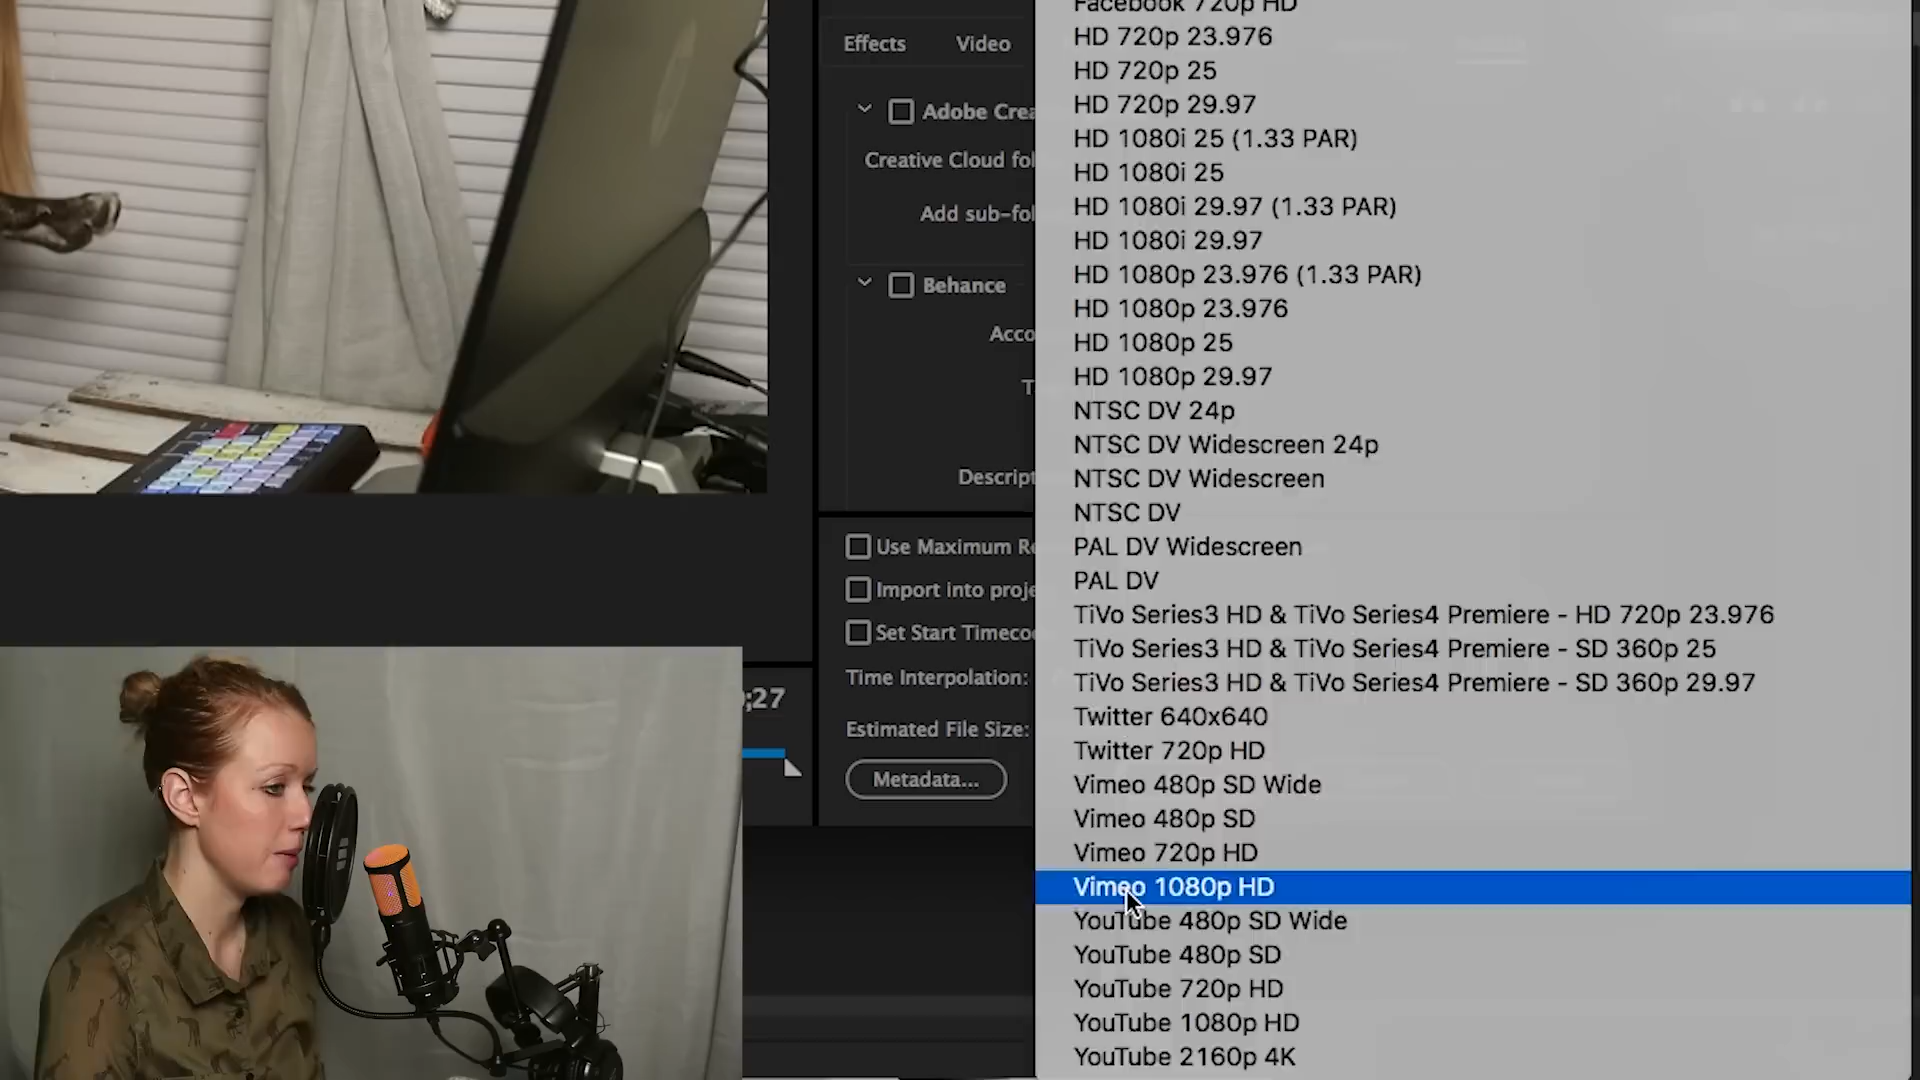 Effects Video
Adobe Crea
Creative Cloud fol
Add sub-fol
Behance
Acco
T
Descript
Use Maximum Re
Import into proje
Set Start Timeco
Time Interpolation:
Estimated File Size:
Metadata...
;27
Facebook 720p HD
HD 720p 23.976
HD 720p 25
HD 720p 29.97
HD 1080i 25 (1.33 PAR)
HD 1080i 25
HD 1080i 29.97 (1.33 PAR)
HD 1080i 29.97
HD 1080p 23.976 (1.33 PAR)
HD 1080p 23.976
HD 1080p 25
HD 1080p 29.97
NTSC DV 24p
NTSC DV Widescreen 24p
NTSC DV Widescreen
NTSC DV
PAL DV Widescreen
PAL DV
TiVo Series3 HD & TiVo Series4 Premiere - HD 720p 23.976
TiVo Series3 HD & TiVo Series4 Premiere - SD 360p 25
TiVo Series3 HD & TiVo Series4 Premiere - SD 360p 29.97
Twitter 640x640
Twitter 720p HD
Vimeo 480p SD Wide
Vimeo 480p SD
Vimeo 720p HD
Vimeo 1080p HD
YouTube 480p SD Wide
YouTube 480p SD
YouTube 720p HD
YouTube 1080p HD
YouTube 2160p 4K